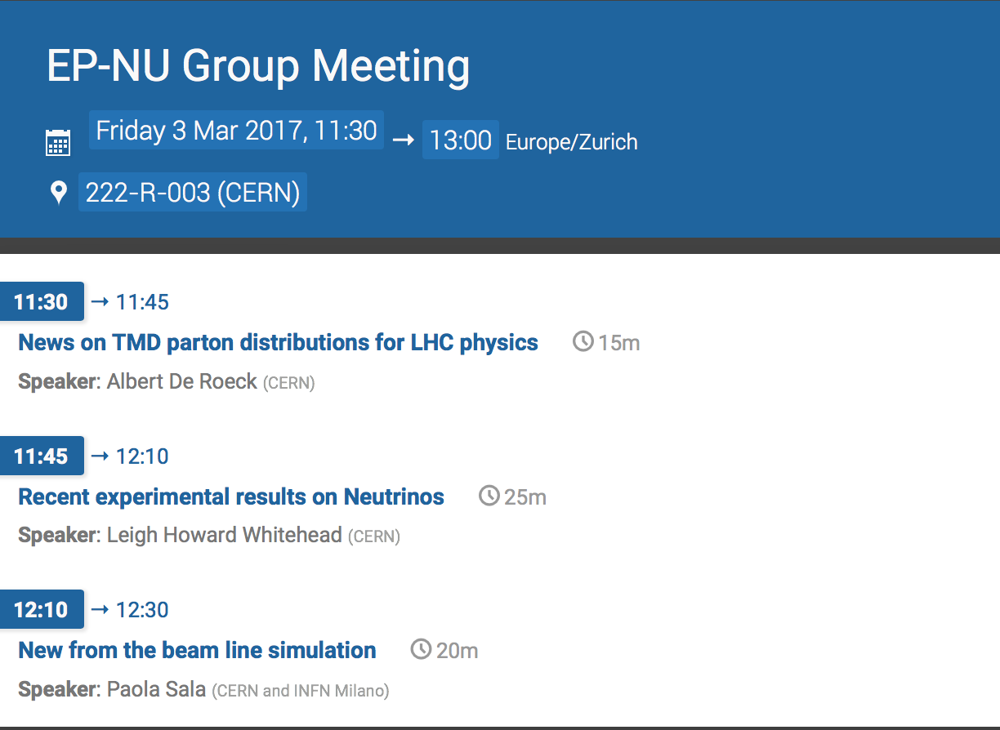 EP-NU Group Meeting
Friday 3 Mar 2017, 11:30 → 13:00 Europe/Zurich
222-R-003 (CERN)
11:30 → 11:45
News on TMD parton distributions for LHC physics 15m
Speaker: Albert De Roeck (CERN)
11:45 → 12:10
Recent experimental results on Neutrinos 25m
Speaker: Leigh Howard Whitehead (CERN)
12:10 → 12:30
New from the beam line simulation 20m
Speaker: Paola Sala (CERN and INFN Milano)